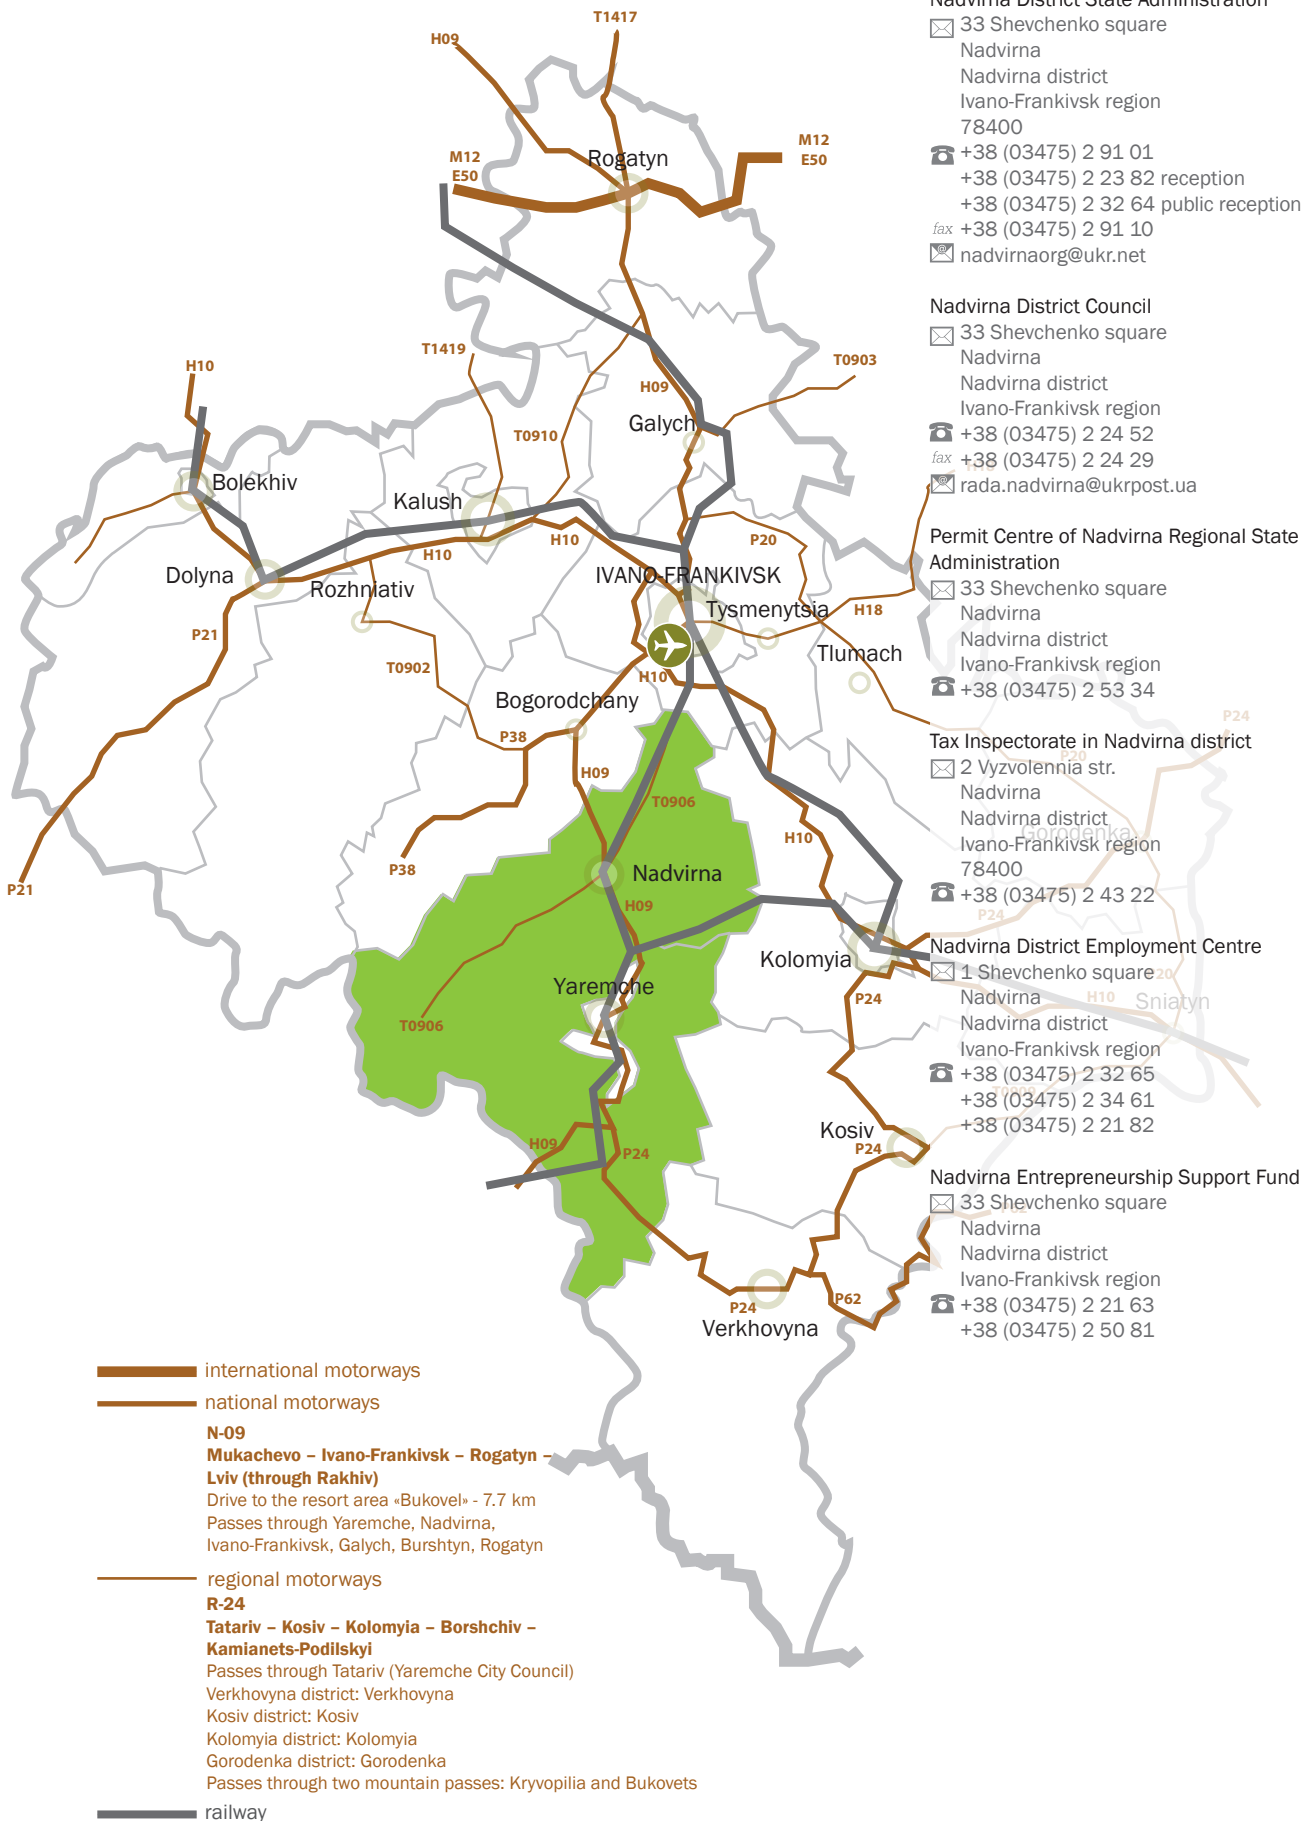 T1417
H09
M12
E50
Rogatyn
M12
E50
T1419
H10
H09
T0903
Galych
T0910
Bolekhiv
Kalush
H10
H10
P20
H18
Dolyna
Rozhniativ
IVANO-FRANKIVSK
Tysmenytsia
H18
P21
T0902
Tlumach
H10
Bogorodchany
P38
H09
P24
P20
T0906
Gorodenka
H10
P38
P21
Nadvirna
H09
P24
Kolomyia
Yaremche
P20
P24
H10
Sniatyn
T0906
T0909
Kosiv
H09
P24
P24
P62
P24
P62
Verkhovyna
Nadvirna District State Administration
33 Shevchenko square
Nadvirna
Nadvirna district
Ivano-Frankivsk region
78400
+38 (03475) 2 91 01
+38 (03475) 2 23 82 reception
+38 (03475) 2 32 64 public reception
fax +38 (03475) 2 91 10
nadvirnaorg@ukr.net
Nadvirna District Council
33 Shevchenko square
Nadvirna
Nadvirna district
Ivano-Frankivsk region
+38 (03475) 2 24 52
fax +38 (03475) 2 24 29
rada.nadvirna@ukrpost.ua
Permit Centre of Nadvirna Regional State
Administration
33 Shevchenko square
Nadvirna
Nadvirna district
Ivano-Frankivsk region
+38 (03475) 2 53 34
Tax Inspectorate in Nadvirna district
2 Vyzvolennia str.
Nadvirna
Nadvirna district
Ivano-Frankivsk region
78400
+38 (03475) 2 43 22
Nadvirna District Employment Centre
1 Shevchenko square
Nadvirna
Nadvirna district
Ivano-Frankivsk region
+38 (03475) 2 32 65
+38 (03475) 2 34 61
+38 (03475) 2 21 82
Nadvirna Entrepreneurship Support Fund
33 Shevchenko square
Nadvirna
Nadvirna district
Ivano-Frankivsk region
+38 (03475) 2 21 63
+38 (03475) 2 50 81
international motorways
national motorways
N-09
Mukachevo – Ivano-Frankivsk – Rogatyn –
Lviv (through Rakhiv)
Drive to the resort area «Bukovel» - 7.7 km
Passes through Yaremche, Nadvirna,
Ivano-Frankivsk, Galych, Burshtyn, Rogatyn
regional motorways
R-24
Tatariv – Kosiv – Kolomyia – Borshchiv –
Kamianets-Podilskyi
Passes through Tatariv (Yaremche City Council)
Verkhovyna district: Verkhovyna
Kosiv district: Kosiv
Kolomyia district: Kolomyia
Gorodenka district: Gorodenka
Passes through two mountain passes: Kryvopilia and Bukovets
railway